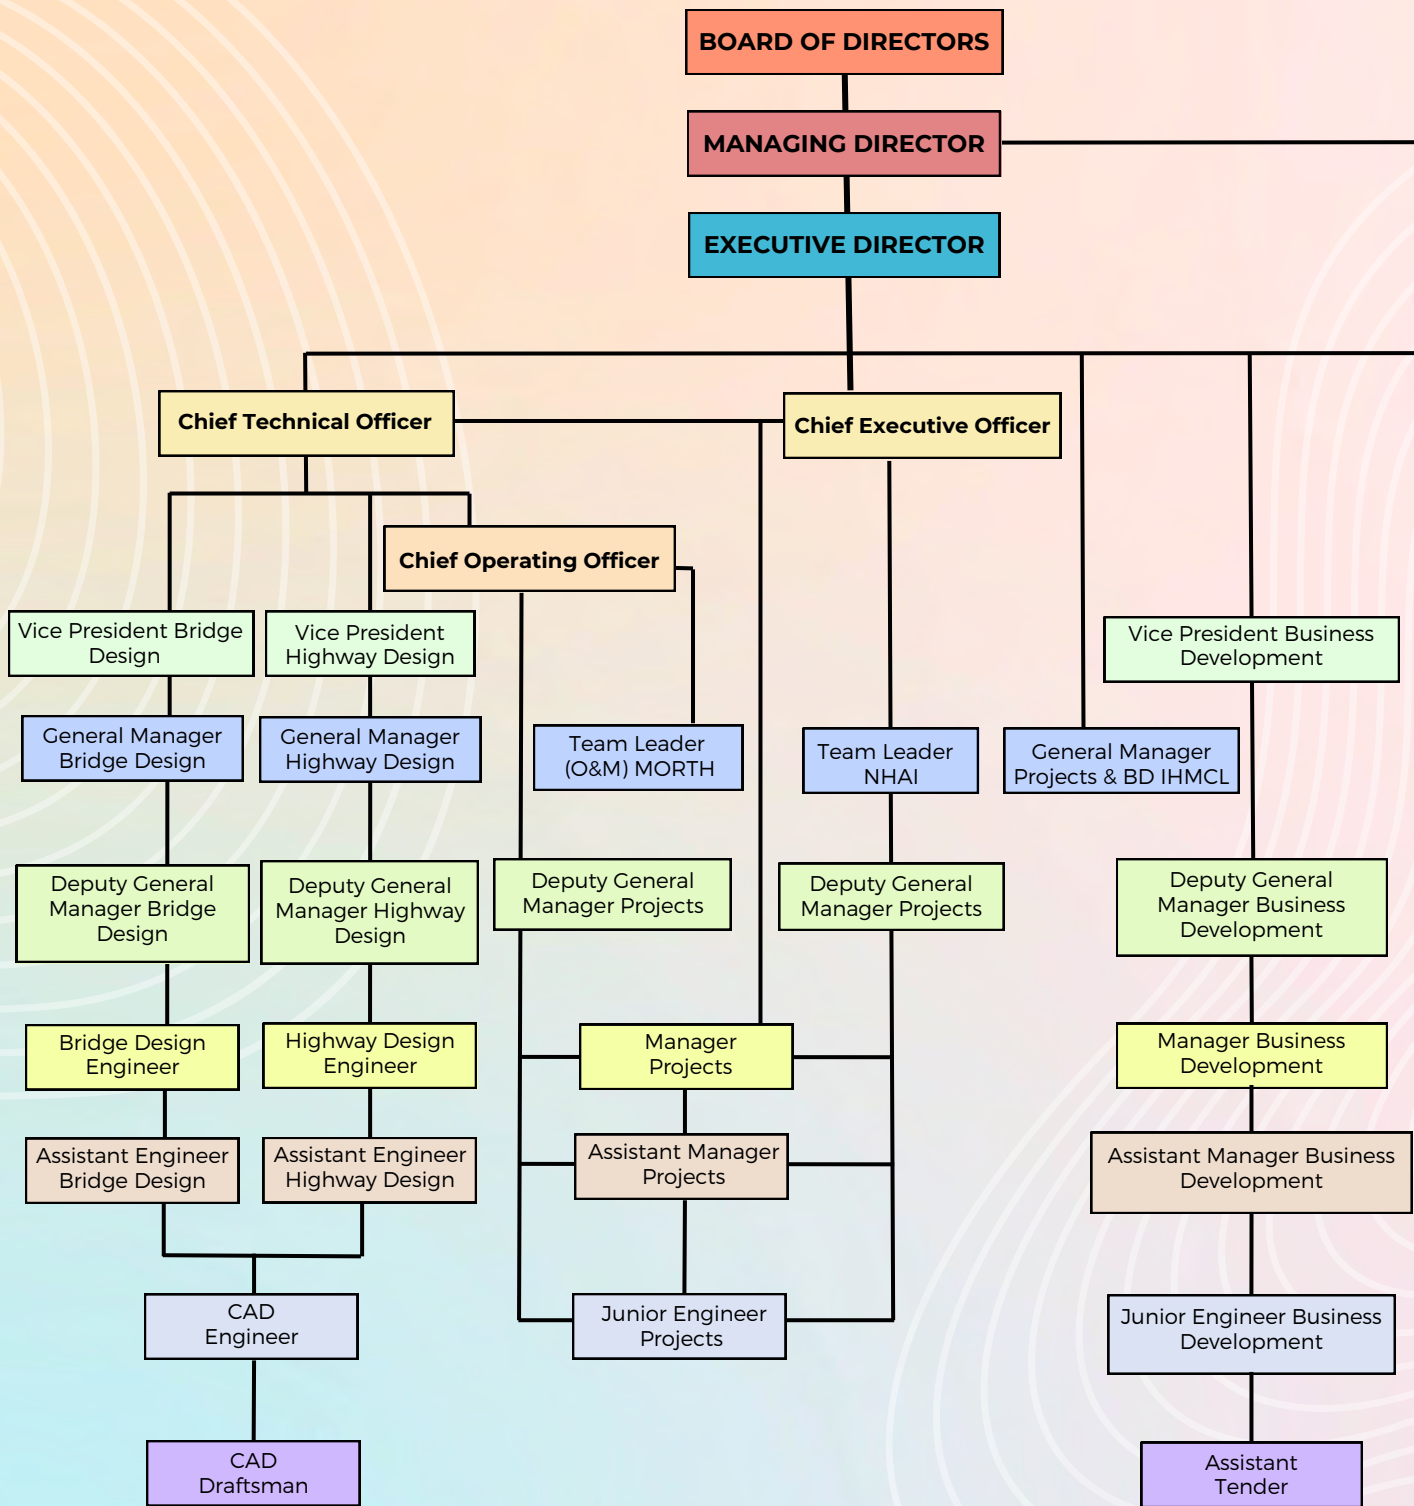 BOARD OF DIRECTORS
MANAGING DIRECTOR
EXECUTIVE DIRECTOR
Chief Technical Officer
Chief Executive Officer
Chief Operating Officer
Vice President Bridge
Design
Vice President
Highway Design
Vice President Business
Development
General Manager
Bridge Design
General Manager
Highway Design
Team Leader
(O&M) MORTH
Team Leader
NHAI
General Manager
Projects & BD IHMCL
Deputy General
Manager Bridge
Design
Deputy General
Manager Highway
Design
Deputy General
Manager Projects
Deputy General
Manager Projects
Deputy General
Manager Business
Development
Bridge Design
Engineer
Highway Design
Engineer
Manager
Projects
Manager Business
Development
Assistant Engineer
Bridge Design
Assistant Engineer
Highway Design
Assistant Manager
Projects
Assistant Manager Business
Development
CAD
Engineer
Junior Engineer
Projects
Junior Engineer Business
Development
CAD
Draftsman
Assistant
Tender